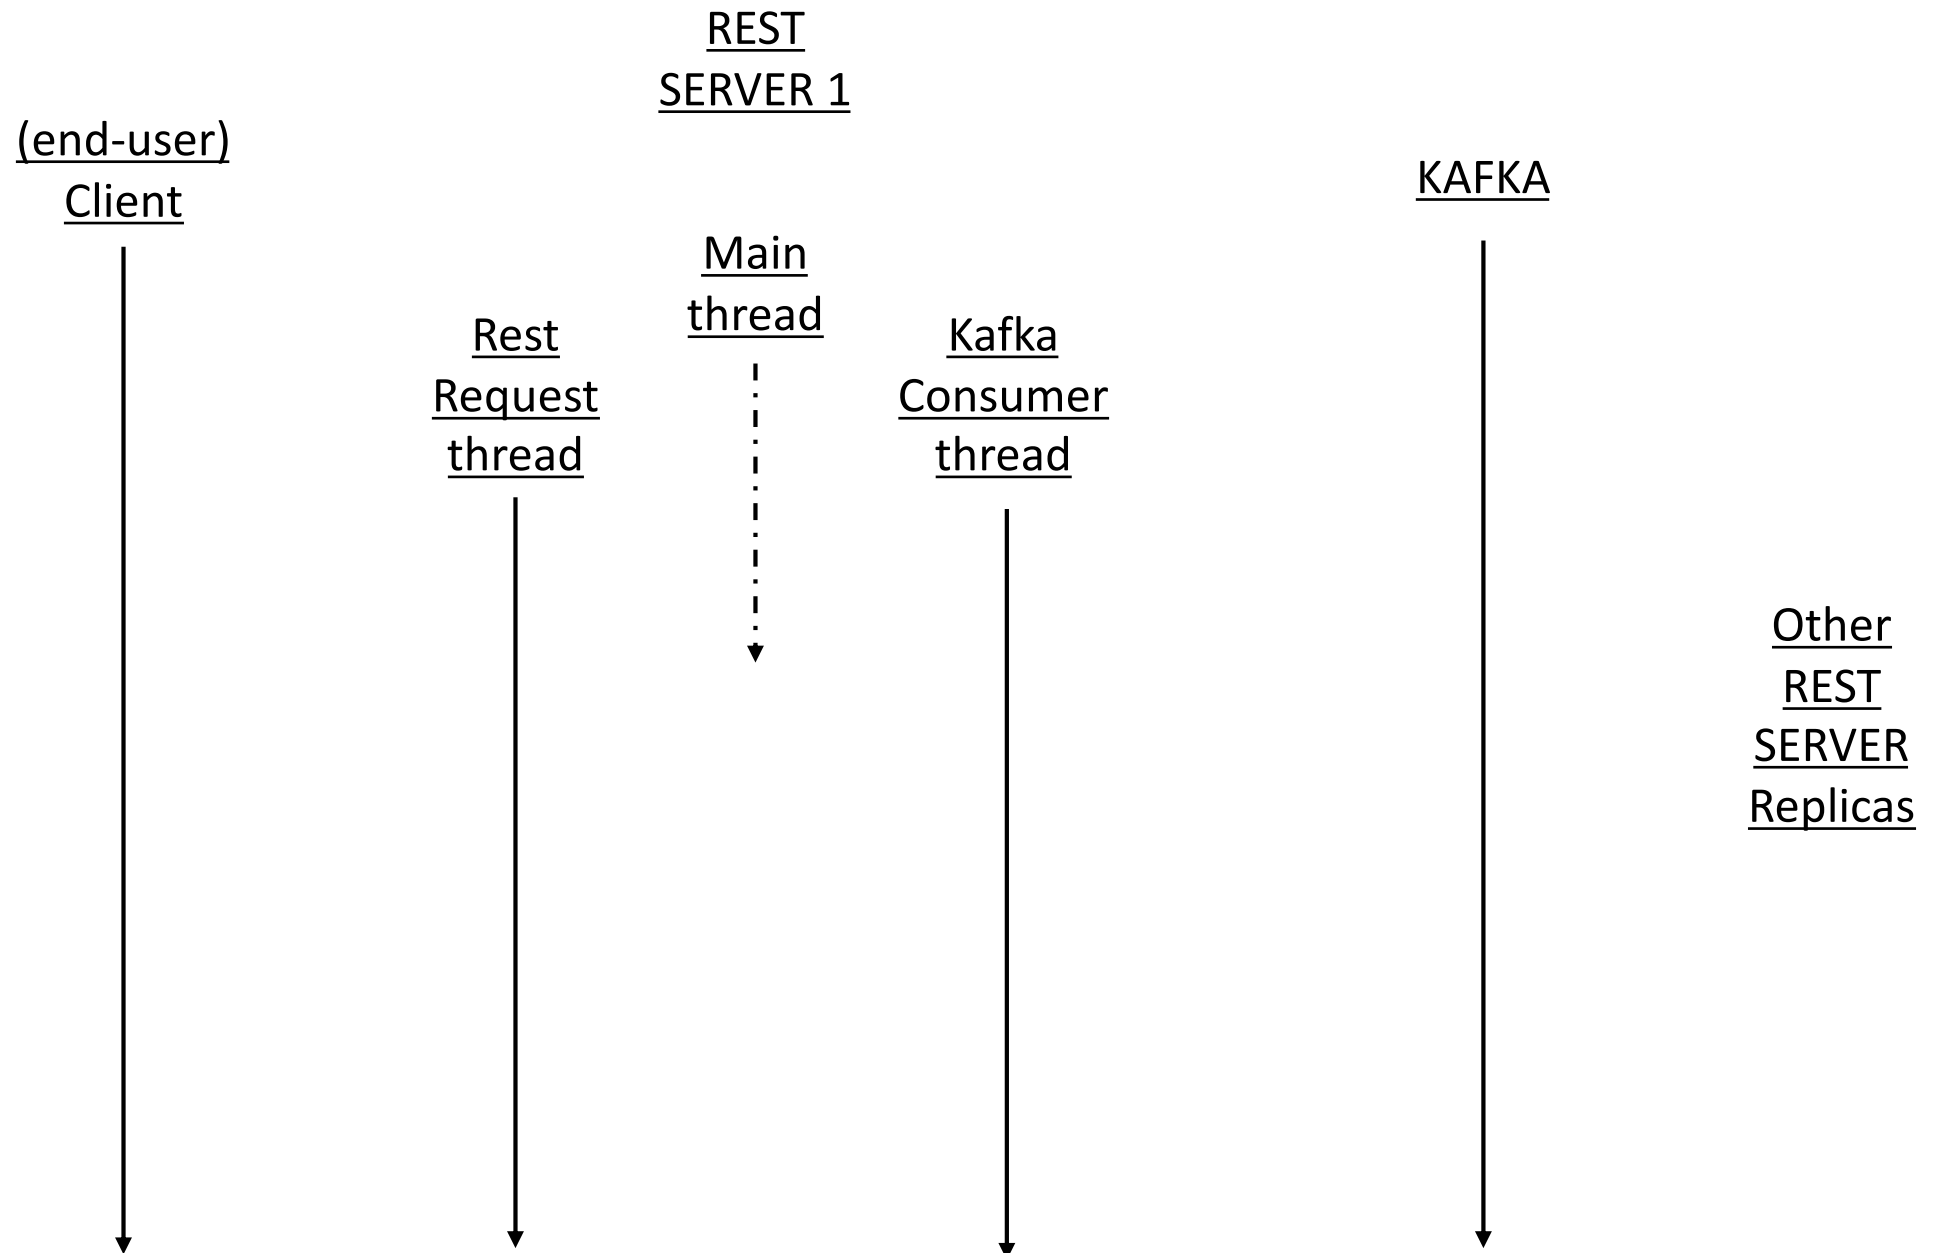 REST
SERVER 1
(end-user)
Client
KAFKA
Main
thread
Rest
Request
thread
Kafka
Consumer
thread
Other
REST
SERVER
Replicas